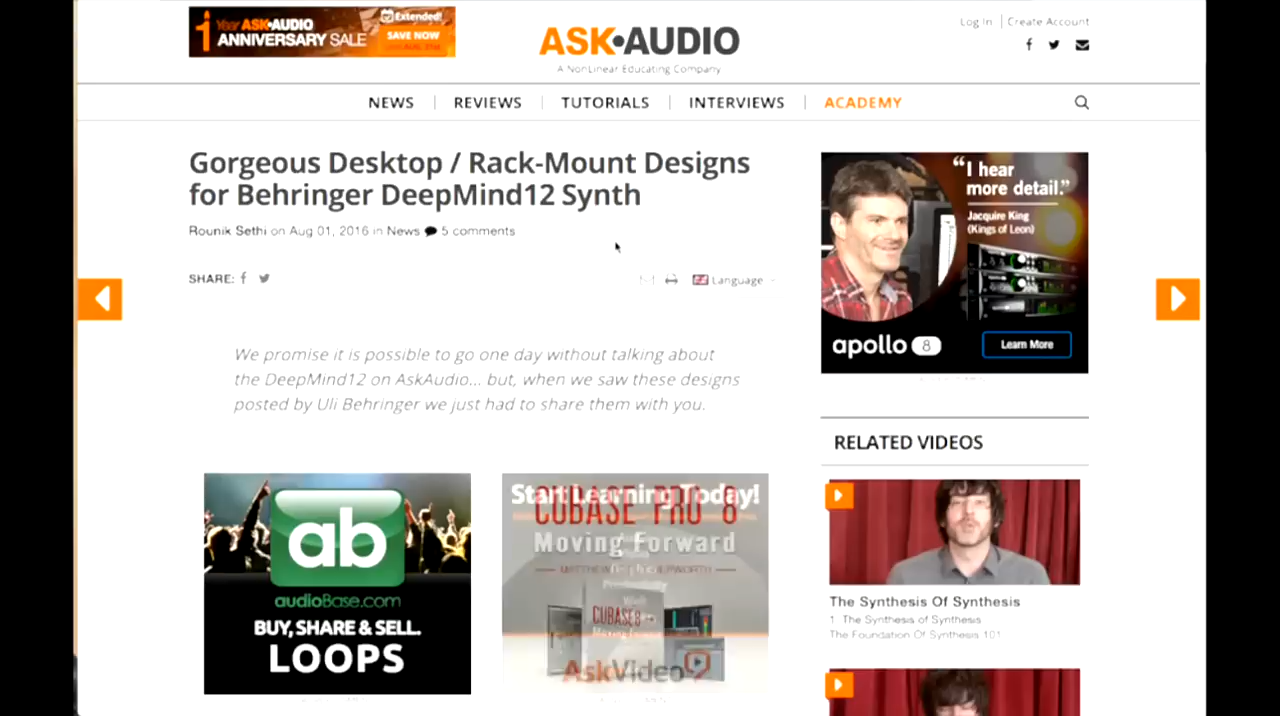 1 Year ASK•AUDIO
ANNIVERSARY SALE
Extended!
SAVE NOW
ASK•AUDIO
A NonLinear Educating Company
Log In | Create Account
NEWS | REVIEWS | TUTORIALS | INTERVIEWS | ACADEMY
Gorgeous Desktop / Rack-Mount Designs
for Behringer DeepMind12 Synth
Rounik Sethi on Aug 01, 2016 in News 5 comments
SHARE:
Language
We promise it is possible to go one day without talking about
the DeepMind12 on AskAudio... but, when we saw these designs
posted by Uli Behringer we just had to share them with you.
ab
audioBase.com
BUY, SHARE & SELL.
LOOPS
Start Learning Today!
CUBASE PRO 8
Moving Forward
CUBASE 8
Moving Forward
AskVideo
“I hear
more detail.”
Jacquire King
(Kings of Leon)
apollo 8
Learn More
RELATED VIDEOS
The Synthesis Of Synthesis
1 The Synthesis of Synthesis
The Foundation Of Synthesis 101